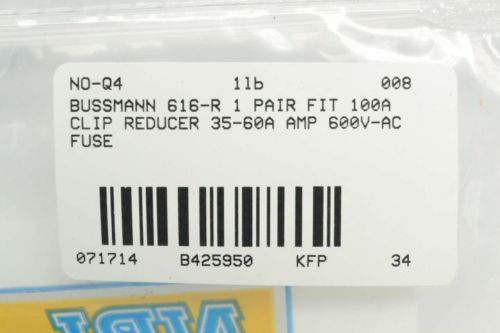 NO-Q4 1lb 008
BUSSMANN 616-R 1 PAIR FIT 100A
CLIP REDUCER 35-60A AMP 600V-AC
FUSE
071714 B425950 KFP 34